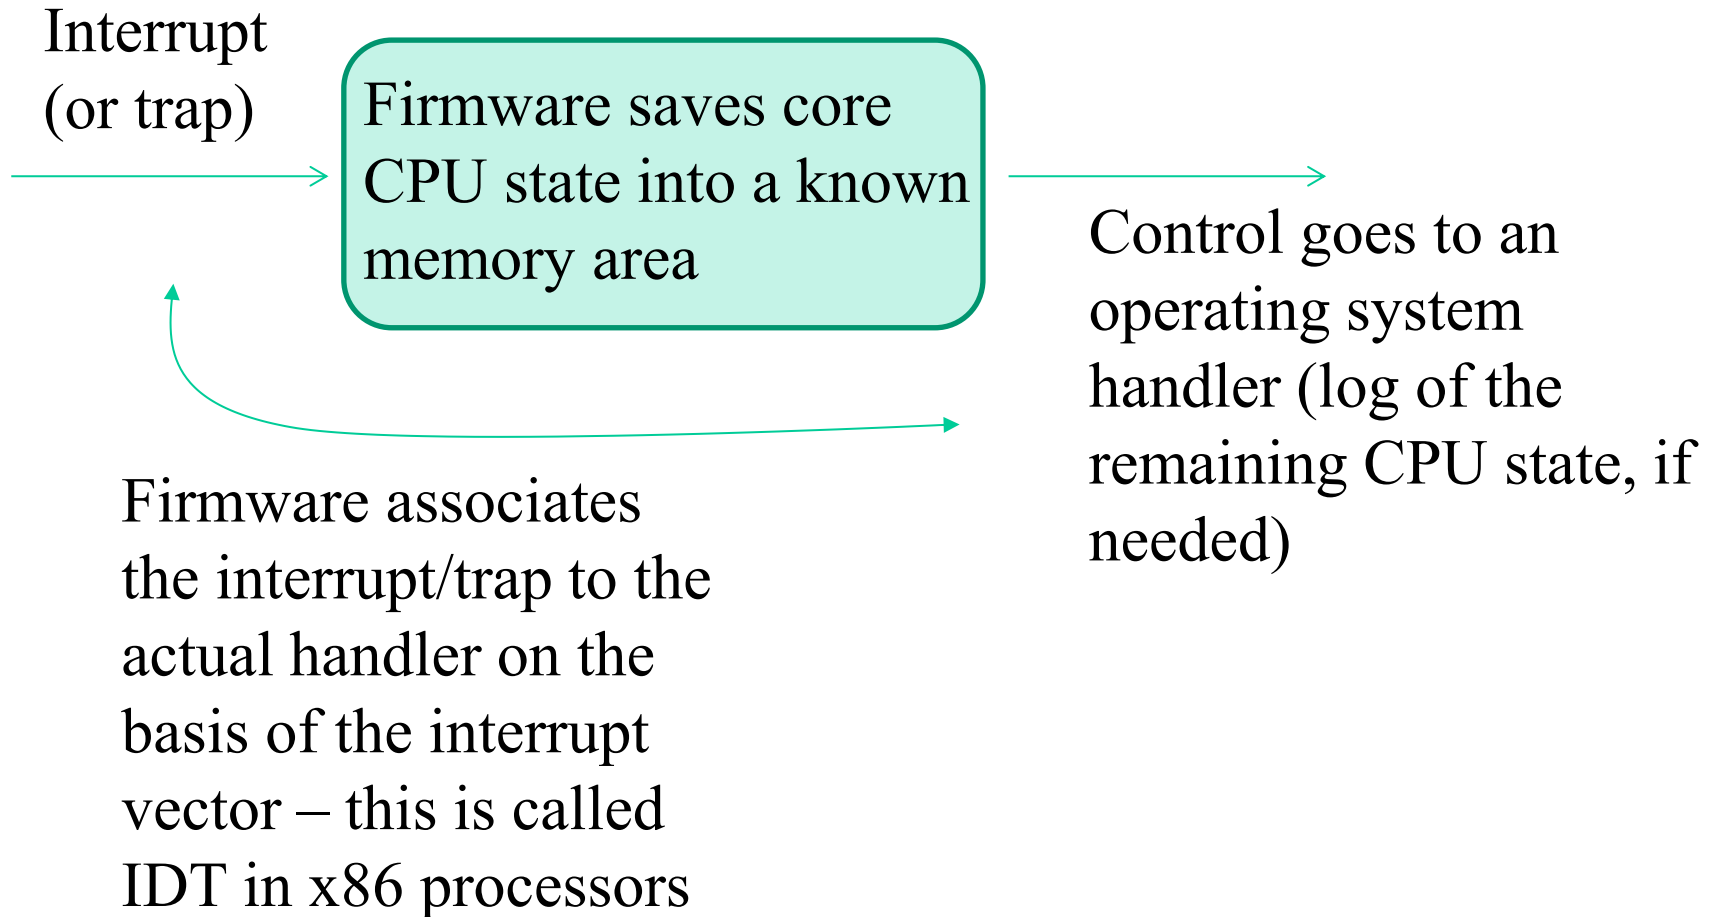 Interrupt
(or trap)
Firmware saves core
CPU state into a known
memory area
Control goes to an
operating system
handler (log of the
remaining CPU state, if
needed)
Firmware associates
the interrupt/trap to the
actual handler on the
basis of the interrupt
vector – this is called
IDT in x86 processors